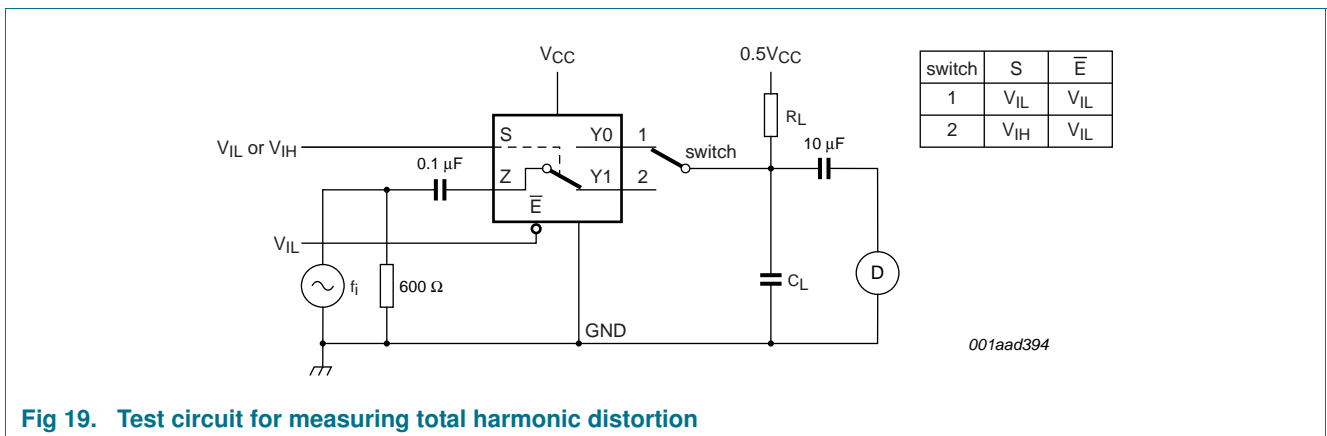 VCC
0.5VCC
switch S E̅
1 VIL VIL
2 VIH VIL
RL
10 μF
S Y0 1
switch
VIL or VIH
0.1 μF
Z Y1 2
E̅
VIL
fi
600 Ω
CL
D
GND
001aad394
Fig 19. Test circuit for measuring total harmonic distortion